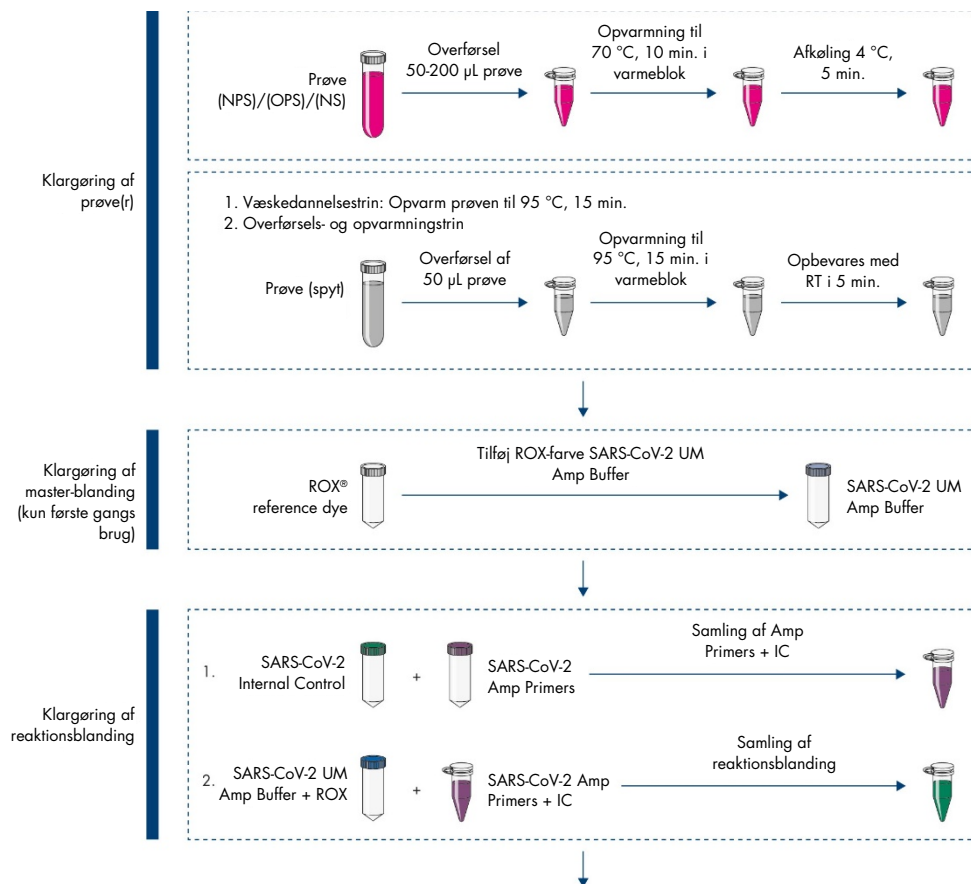 Klargøring af
prøve(r)
Prøve
(NPS)/(OPS)/(NS)
Overførsel
50-200 µL prøve
Opvarmning til
70 °C, 10 min. i
varmeblok
Afkøling 4 °C,
5 min.
1. Væskedannelsestrin: Opvarm prøven til 95 °C, 15 min.
2. Overførsels- og opvarmningstrin
Prøve (spyt)
Overførsel af
50 µL prøve
Opvarmning til
95 °C, 15 min. i
varmeblok
Opbevares med
RT i 5 min.
Klargøring af
master-blanding
(kun første gangs
brug)
ROX®
reference dye
Tilføj ROX-farve SARS-CoV-2 UM
Amp Buffer
SARS-CoV-2 UM
Amp Buffer
Klargøring af
reaktionsblanding
1.
SARS-CoV-2
Internal Control
+
SARS-CoV-2
Amp Primers
Samling af Amp
Primers + IC
2.
SARS-CoV-2 UM
Amp Buffer + ROX
+
SARS-CoV-2 Amp
Primers + IC
Samling af
reaktionsblanding